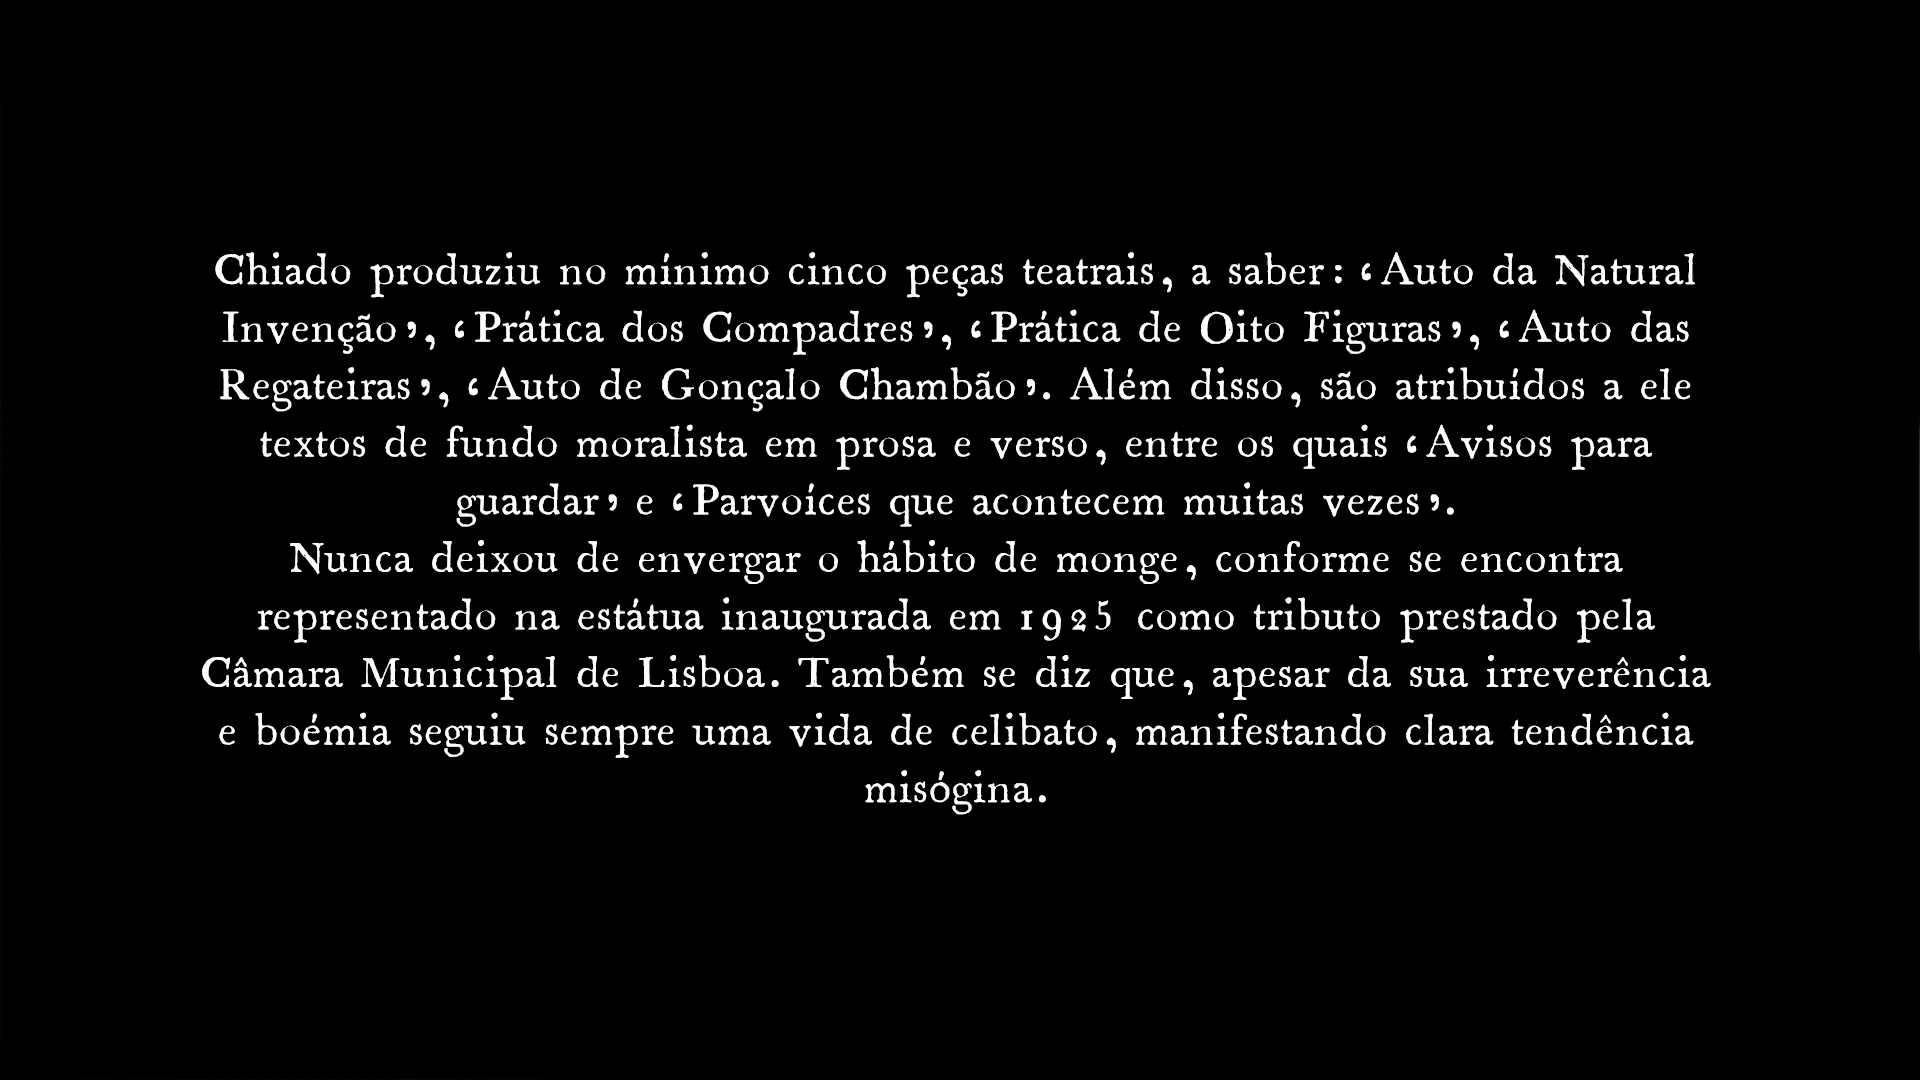 Chiado produziu no mínimo cinco peças teatrais, a saber: ‘Auto da Natural
Invenção’, ‘Prática dos Compadres’, ‘Prática de Oito Figuras’, ‘Auto das
Regateiras’, ‘Auto de Gonçalo Chambão’. Além disso, são atribuídos a ele
textos de fundo moralista em prosa e verso, entre os quais ‘Avisos para
guardar’ e ‘Parvoíces que acontecem muitas vezes’.
Nunca deixou de envergar o hábito de monge, conforme se encontra
representado na estátua inaugurada em 1925 como tributo prestado pela
Câmara Municipal de Lisboa. Também se diz que, apesar da sua irreverência
e boémia seguiu sempre uma vida de celibato, manifestando clara tendência
misógina.